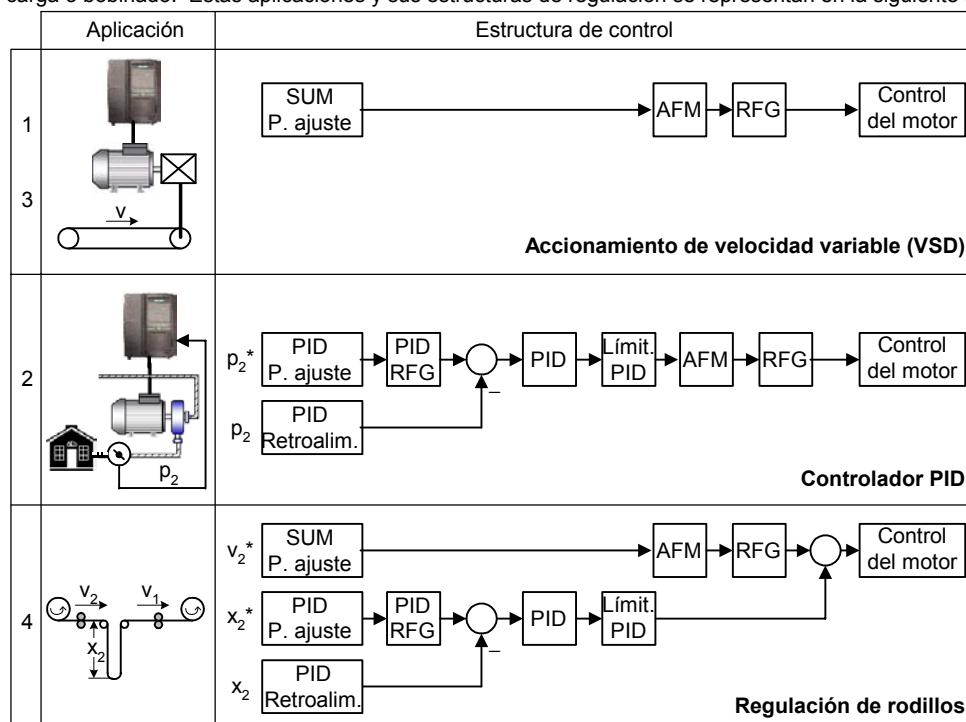 carga o bobinado. Estas aplicaciones y sus estructuras de regulación se representan en la siguiente
Aplicación
Estructura de control
1
3
v
SUM
P. ajuste
AFM
RFG
Control
del motor
Accionamiento de velocidad variable (VSD)
2
p2
p2*
PID
P. ajuste
PID
RFG
PID
Límit.
PID
AFM
RFG
Control
del motor
p2
PID
Retroalim.
–
Controlador PID
4
v2
v1
x2
v2*
SUM
P. ajuste
AFM
RFG
Control
del motor
x2*
PID
P. ajuste
PID
RFG
PID
Límit.
PID
x2
PID
Retroalim.
–
Regulación de rodillos